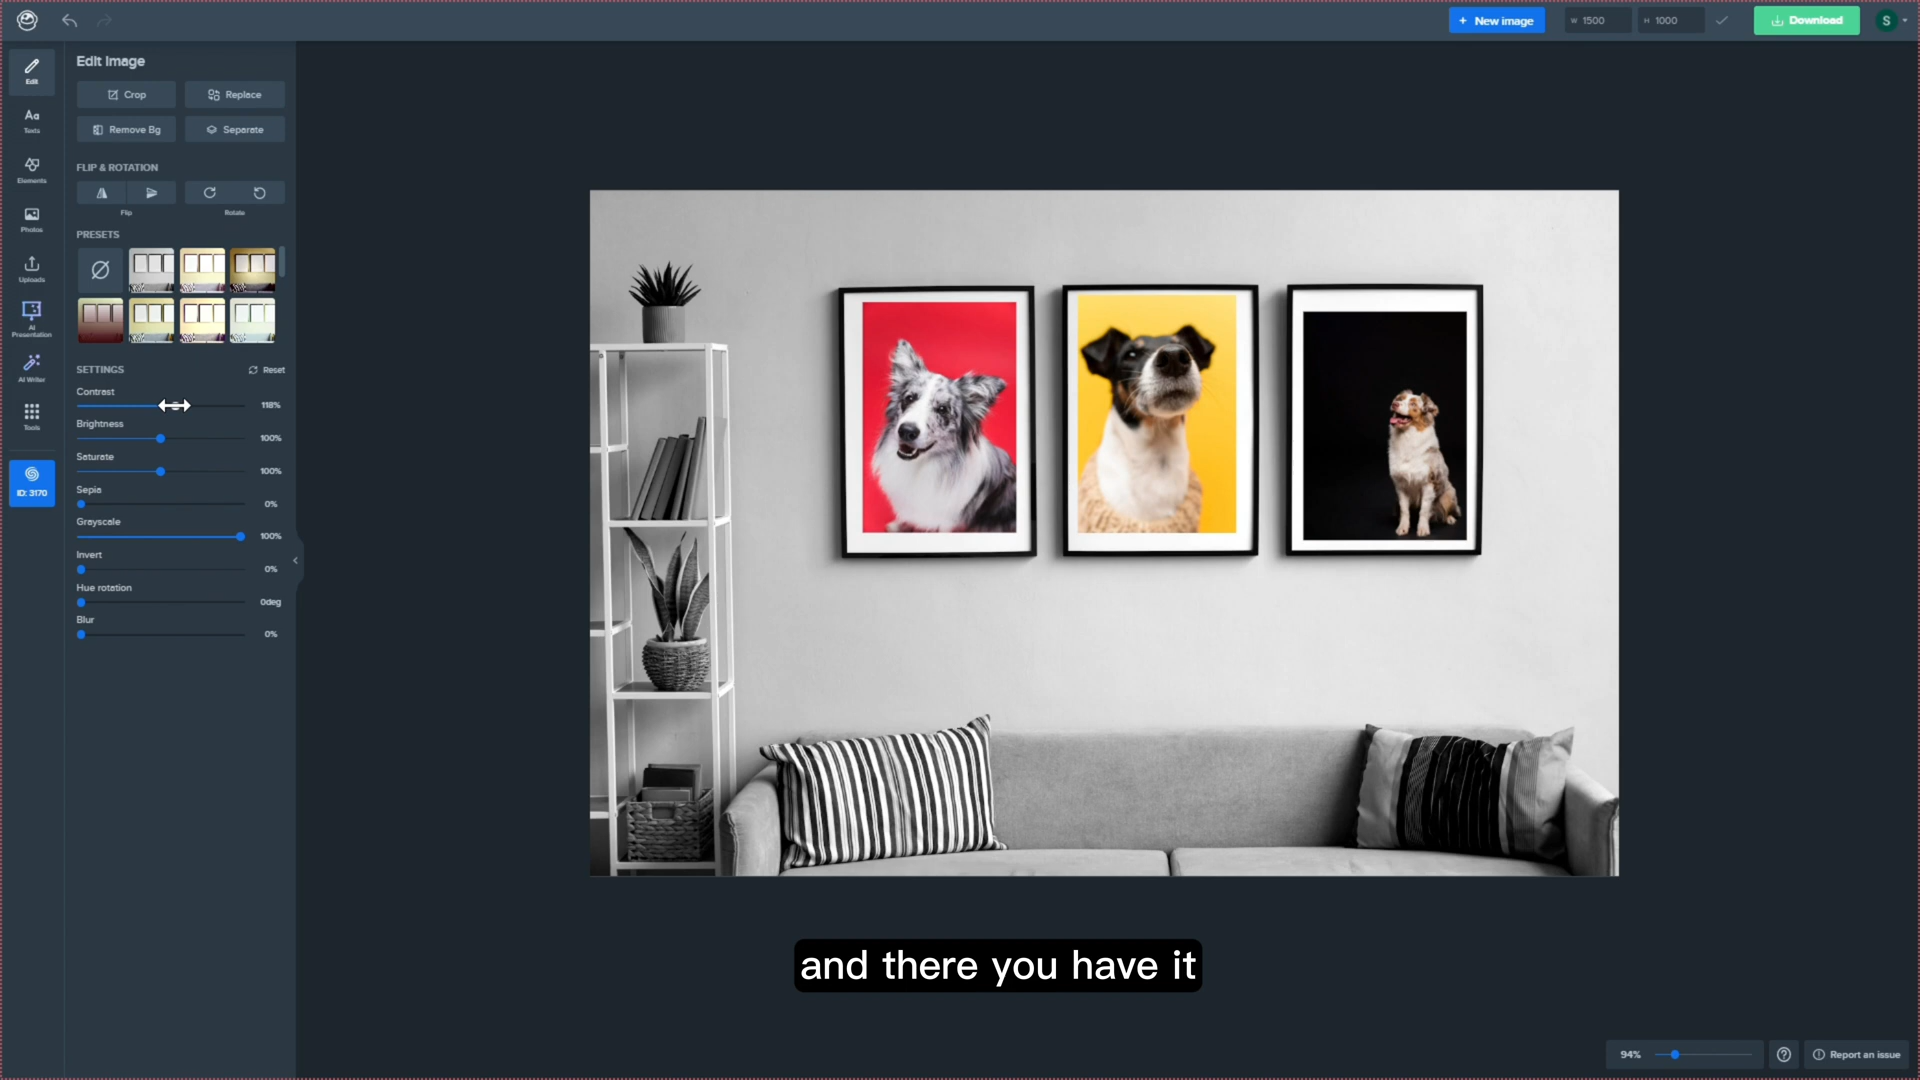 New image
W 1500
H 1000
Download
S
Edit
Texts
Elements
Photos
Uploads
AI
Presentation
AI Writer
Tools
ID: 3170
Edit Image
Crop
Replace
Remove Bg
Separate
FLIP & ROTATION
Flip
Rotate
PRESETS
SETTINGS
Reset
Contrast
118%
Brightness
100%
Saturate
100%
Sepia
0%
Grayscale
100%
Invert
0%
Hue rotation
0deg
Blur
0%
and there you have it
94%
Report an issue